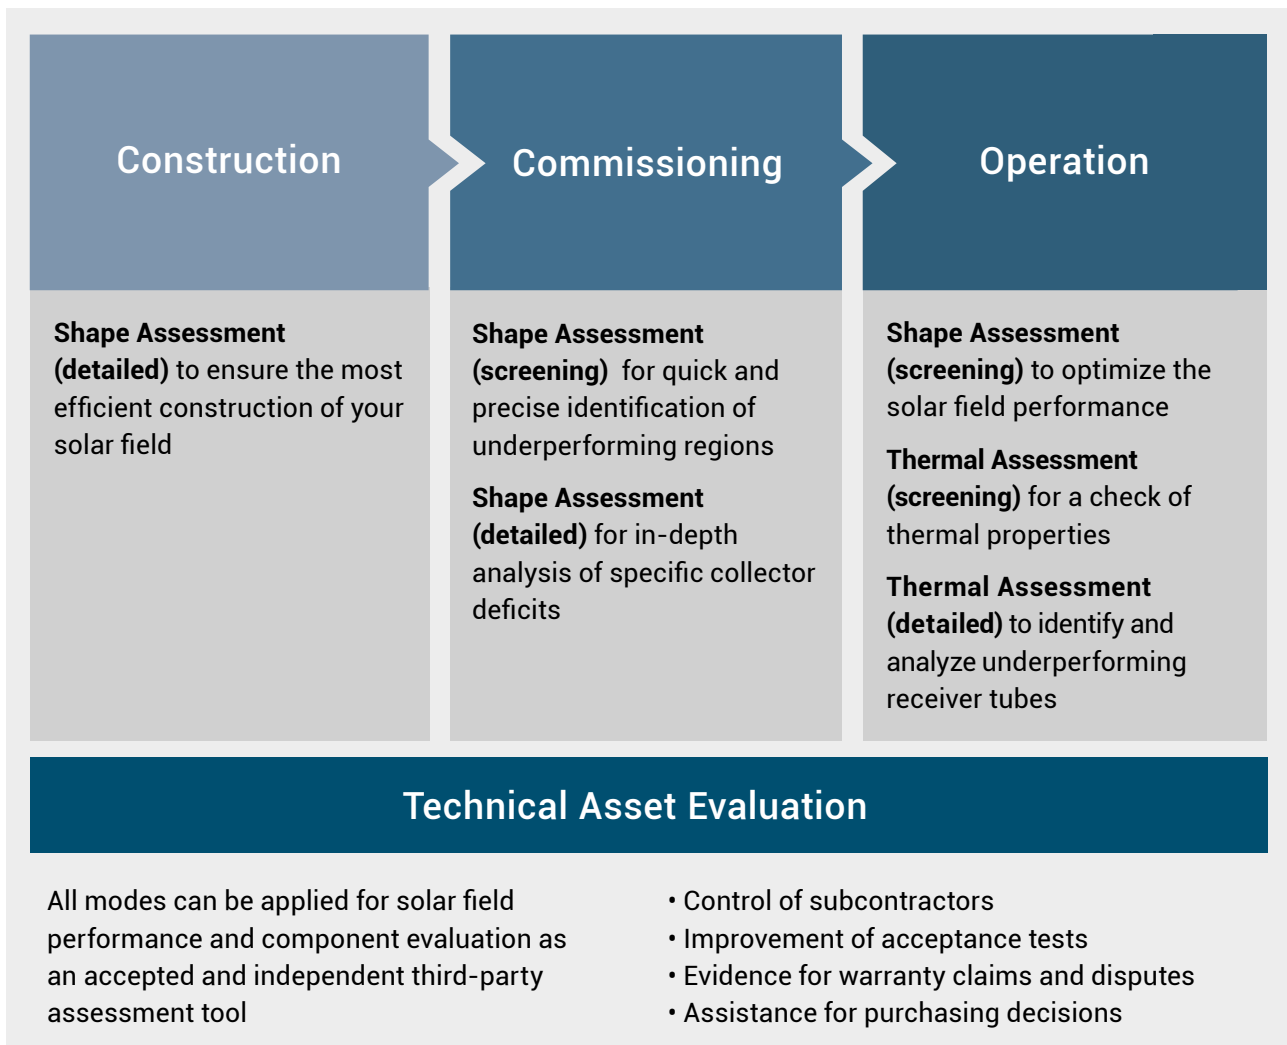 Construction
Shape Assessment
(detailed) to ensure the most
efficient construction of your
solar field
Commissioning
Shape Assessment
(screening) for quick and
precise identification of
underperforming regions
Shape Assessment
(detailed) for in-depth
analysis of specific collector
deficits
Operation
Shape Assessment
(screening) to optimize the
solar field performance
Thermal Assessment
(screening) for a check of
thermal properties
Thermal Assessment
(detailed) to identify and
analyze underperforming
receiver tubes
Technical Asset Evaluation
All modes can be applied for solar field
performance and component evaluation as
an accepted and independent third-party
assessment tool
• Control of subcontractors
• Improvement of acceptance tests
• Evidence for warranty claims and disputes
• Assistance for purchasing decisions